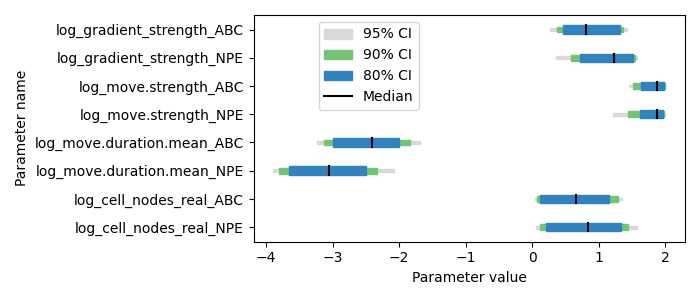 95% CI
90% CI
80% CI
Median
Parameter name
log_gradient_strength_ABC
log_gradient_strength_NPE
log_move.strength_ABC
log_move.strength_NPE
log_move.duration.mean_ABC
log_move.duration.mean_NPE
log_cell_nodes_real_ABC
log_cell_nodes_real_NPE
−4 −3 −2 −1 0 1 2
Parameter value